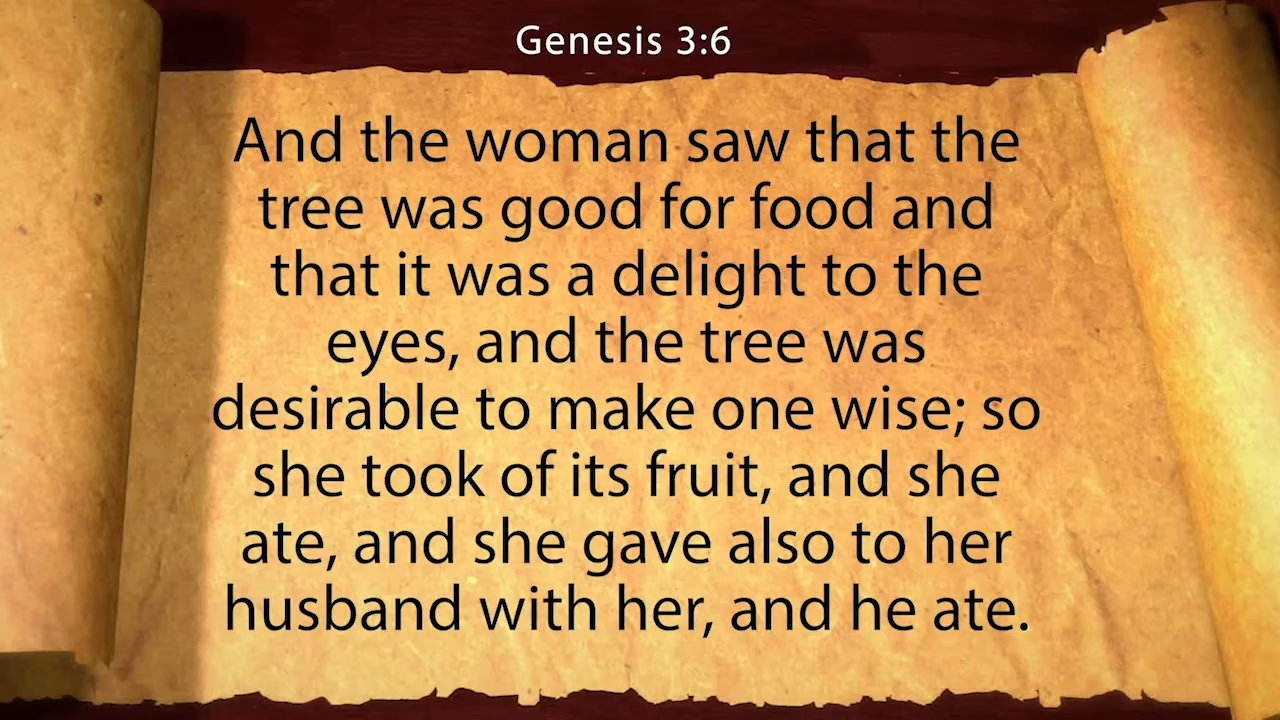 Genesis 3:6
And the woman saw that the
tree was good for food and
that it was a delight to the
eyes, and the tree was
desirable to make one wise; so
she took of its fruit, and she
ate, and she gave also to her
husband with her, and he ate.